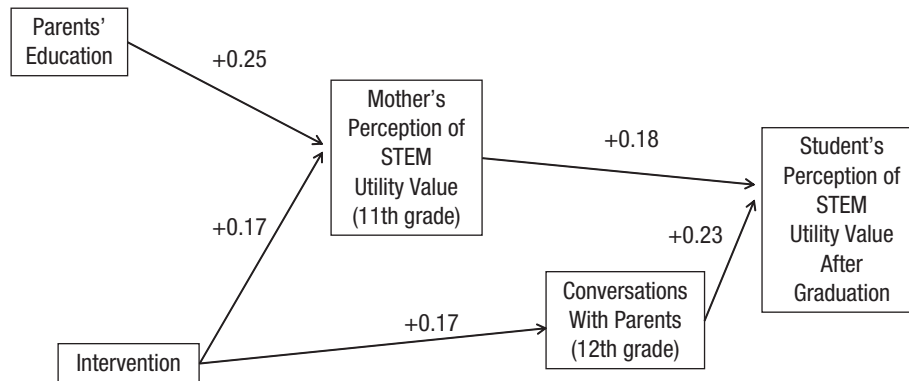 Parents'
Education
+0.25
Mother's
Perception of
STEM
Utility Value
(11th grade)
+0.18
Student's
Perception of
STEM
Utility Value
After
Graduation
+0.17
+0.23
Conversations
With Parents
(12th grade)
+0.17
Intervention